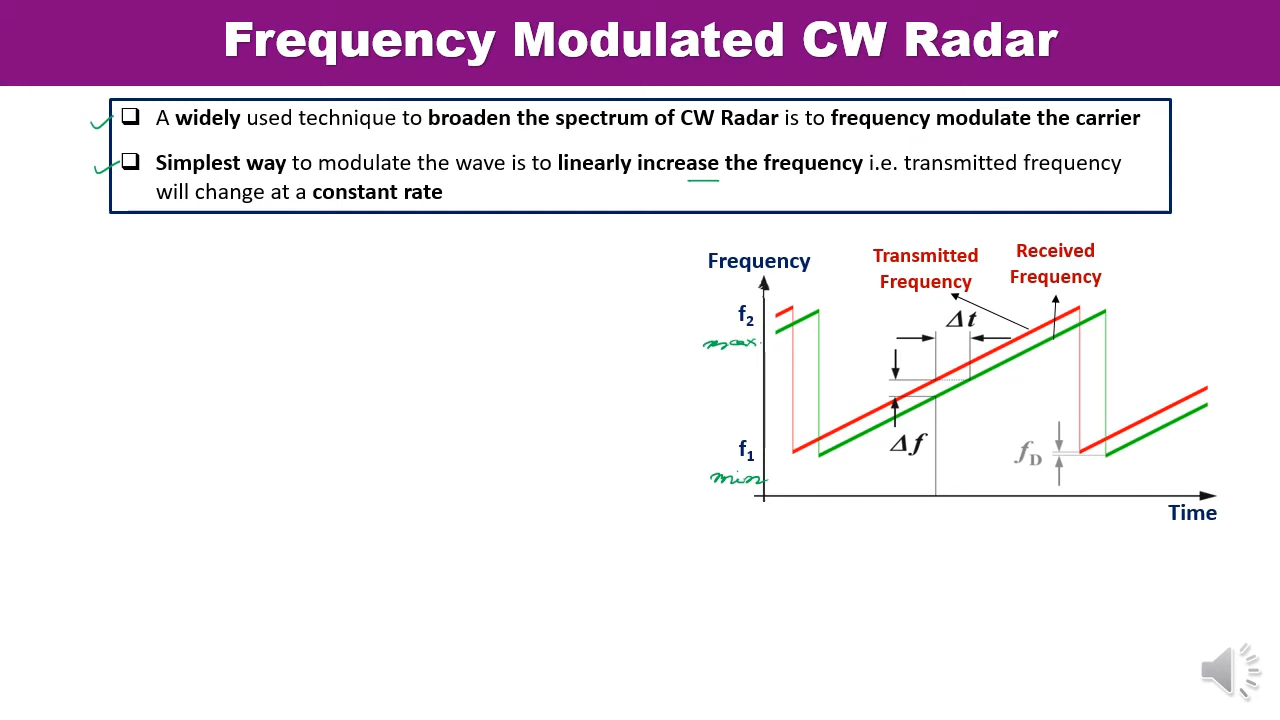 Frequency Modulated CW Radar
❑ A widely used technique to broaden the spectrum of CW Radar is to frequency modulate the carrier
❑ Simplest way to modulate the wave is to linearly increase the frequency i.e. transmitted frequency
will change at a constant rate
Frequency
Transmitted
Frequency
Received
Frequency
f2
max
Δt
Δf
f1
min
fD
Time